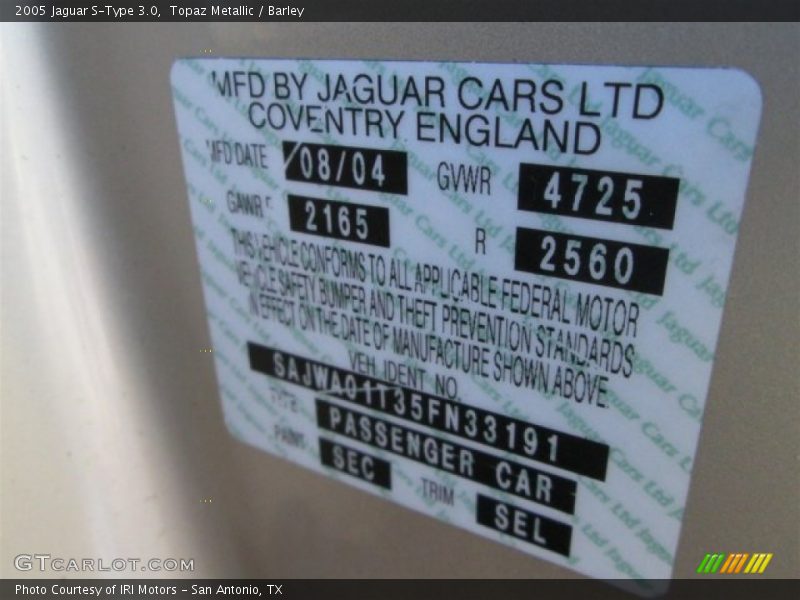 2005 Jaguar S-Type 3.0, Topaz Metallic / Barley
MFD BY JAGUAR CARS LTD
COVENTRY ENGLAND
MFD DATE 08/04 GVWR 4725
GAWR F 2165 R 2560
THIS VEHICLE CONFORMS TO ALL APPLICABLE FEDERAL MOTOR
VEHICLE SAFETY BUMPER AND THEFT PREVENTION STANDARDS
IN EFFECT ON THE DATE OF MANUFACTURE SHOWN ABOVE.
VEH. IDENT. NO.
SAJWA01T35FN33191
TYPE PASSENGER CAR
PAINT SEC TRIM SEL
GTCARLOT.COM
Photo Courtesy of IRI Motors - San Antonio, TX